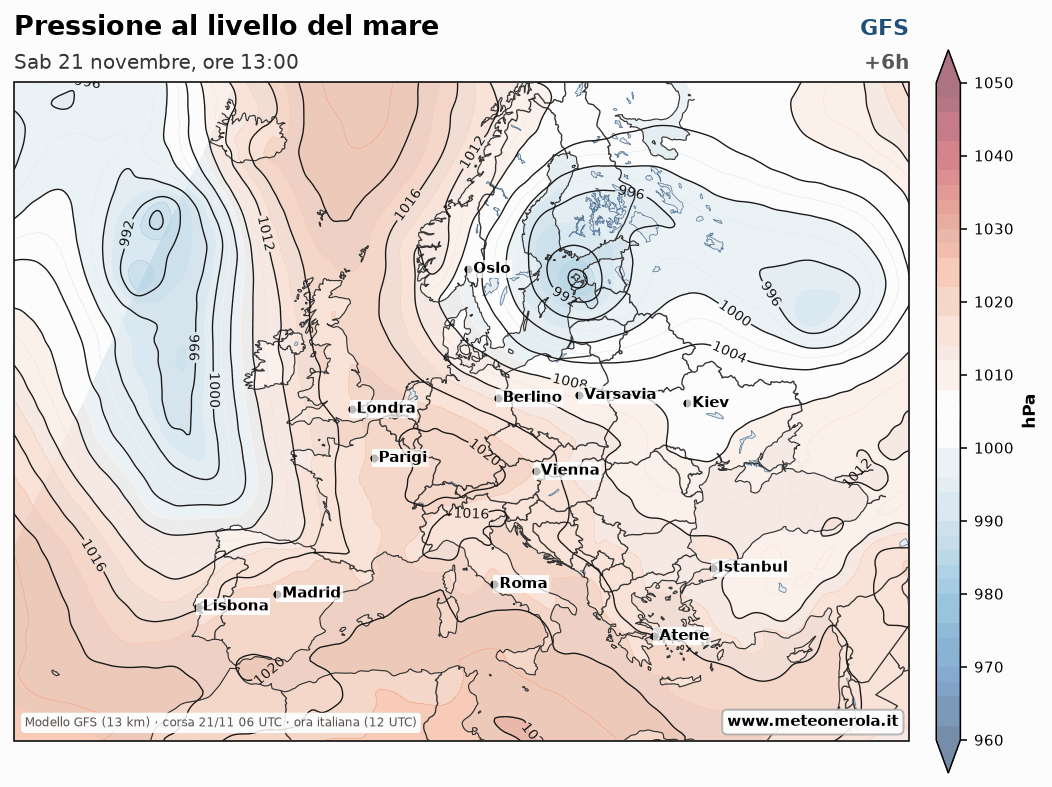 Pressione al livello del mare
GFS
Sab 21 novembre, ore 13:00
+6h
996
1012
1016
1012
992
996
Oslo
996
1000
996
1000
1004
1008
Londra
Berlino
Varsavia
Kiev
1020
Parigi
Vienna
1012
1016
1016
Istanbul
Roma
Madrid
Lisbona
Atene
1020
Modello GFS (13 km) · corsa 21/11 06 UTC · ora italiana (12 UTC)
www.meteonerola.it
1050
1040
1030
1020
1010
1000
990
980
970
960
hPa